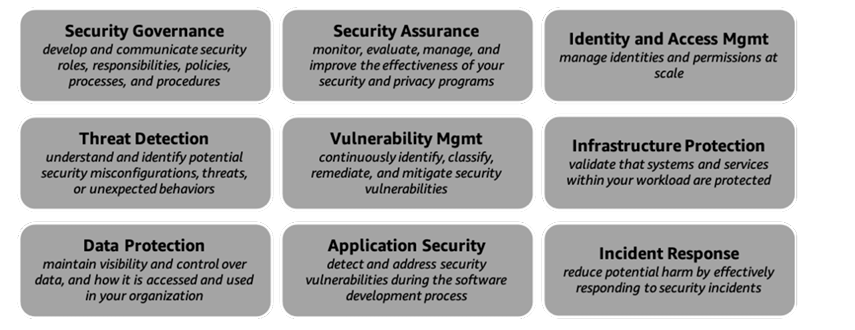 Security Governance
develop and communicate security
roles, responsibilities, policies,
processes, and procedures
Security Assurance
monitor, evaluate, manage, and
improve the effectiveness of your
security and privacy programs
Identity and Access Mgmt
manage identities and permissions at
scale
Threat Detection
understand and identify potential
security misconfigurations, threats,
or unexpected behaviors
Vulnerability Mgmt
continuously identify, classify,
remediate, and mitigate security
vulnerabilities
Infrastructure Protection
validate that systems and services
within your workload are protected
Data Protection
maintain visibility and control over
data, and how it is accessed and used
in your organization
Application Security
detect and address security
vulnerabilities during the software
development process
Incident Response
reduce potential harm by effectively
responding to security incidents